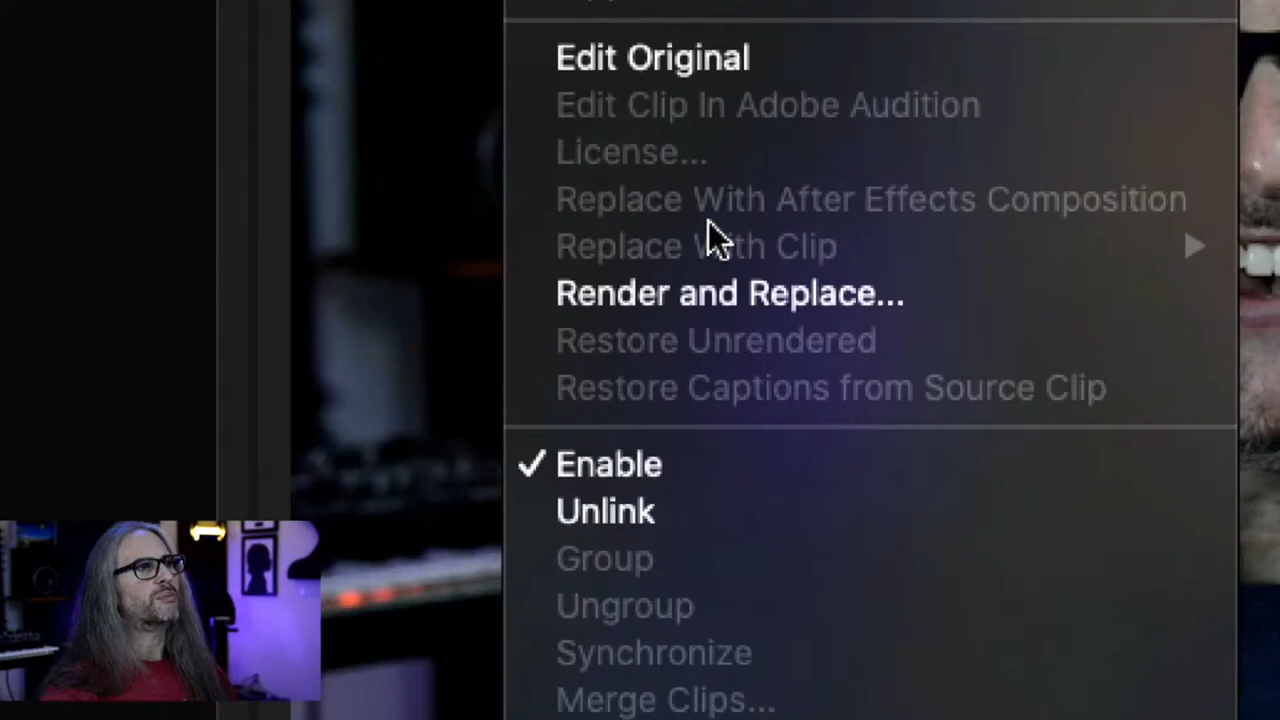 Edit Original
Edit Clip In Adobe Audition
License...
Replace With After Effects Composition
Replace With Clip
Render and Replace...
Restore Unrendered
Restore Captions from Source Clip
Enable
Unlink
Group
Ungroup
Synchronize
Merge Clips...